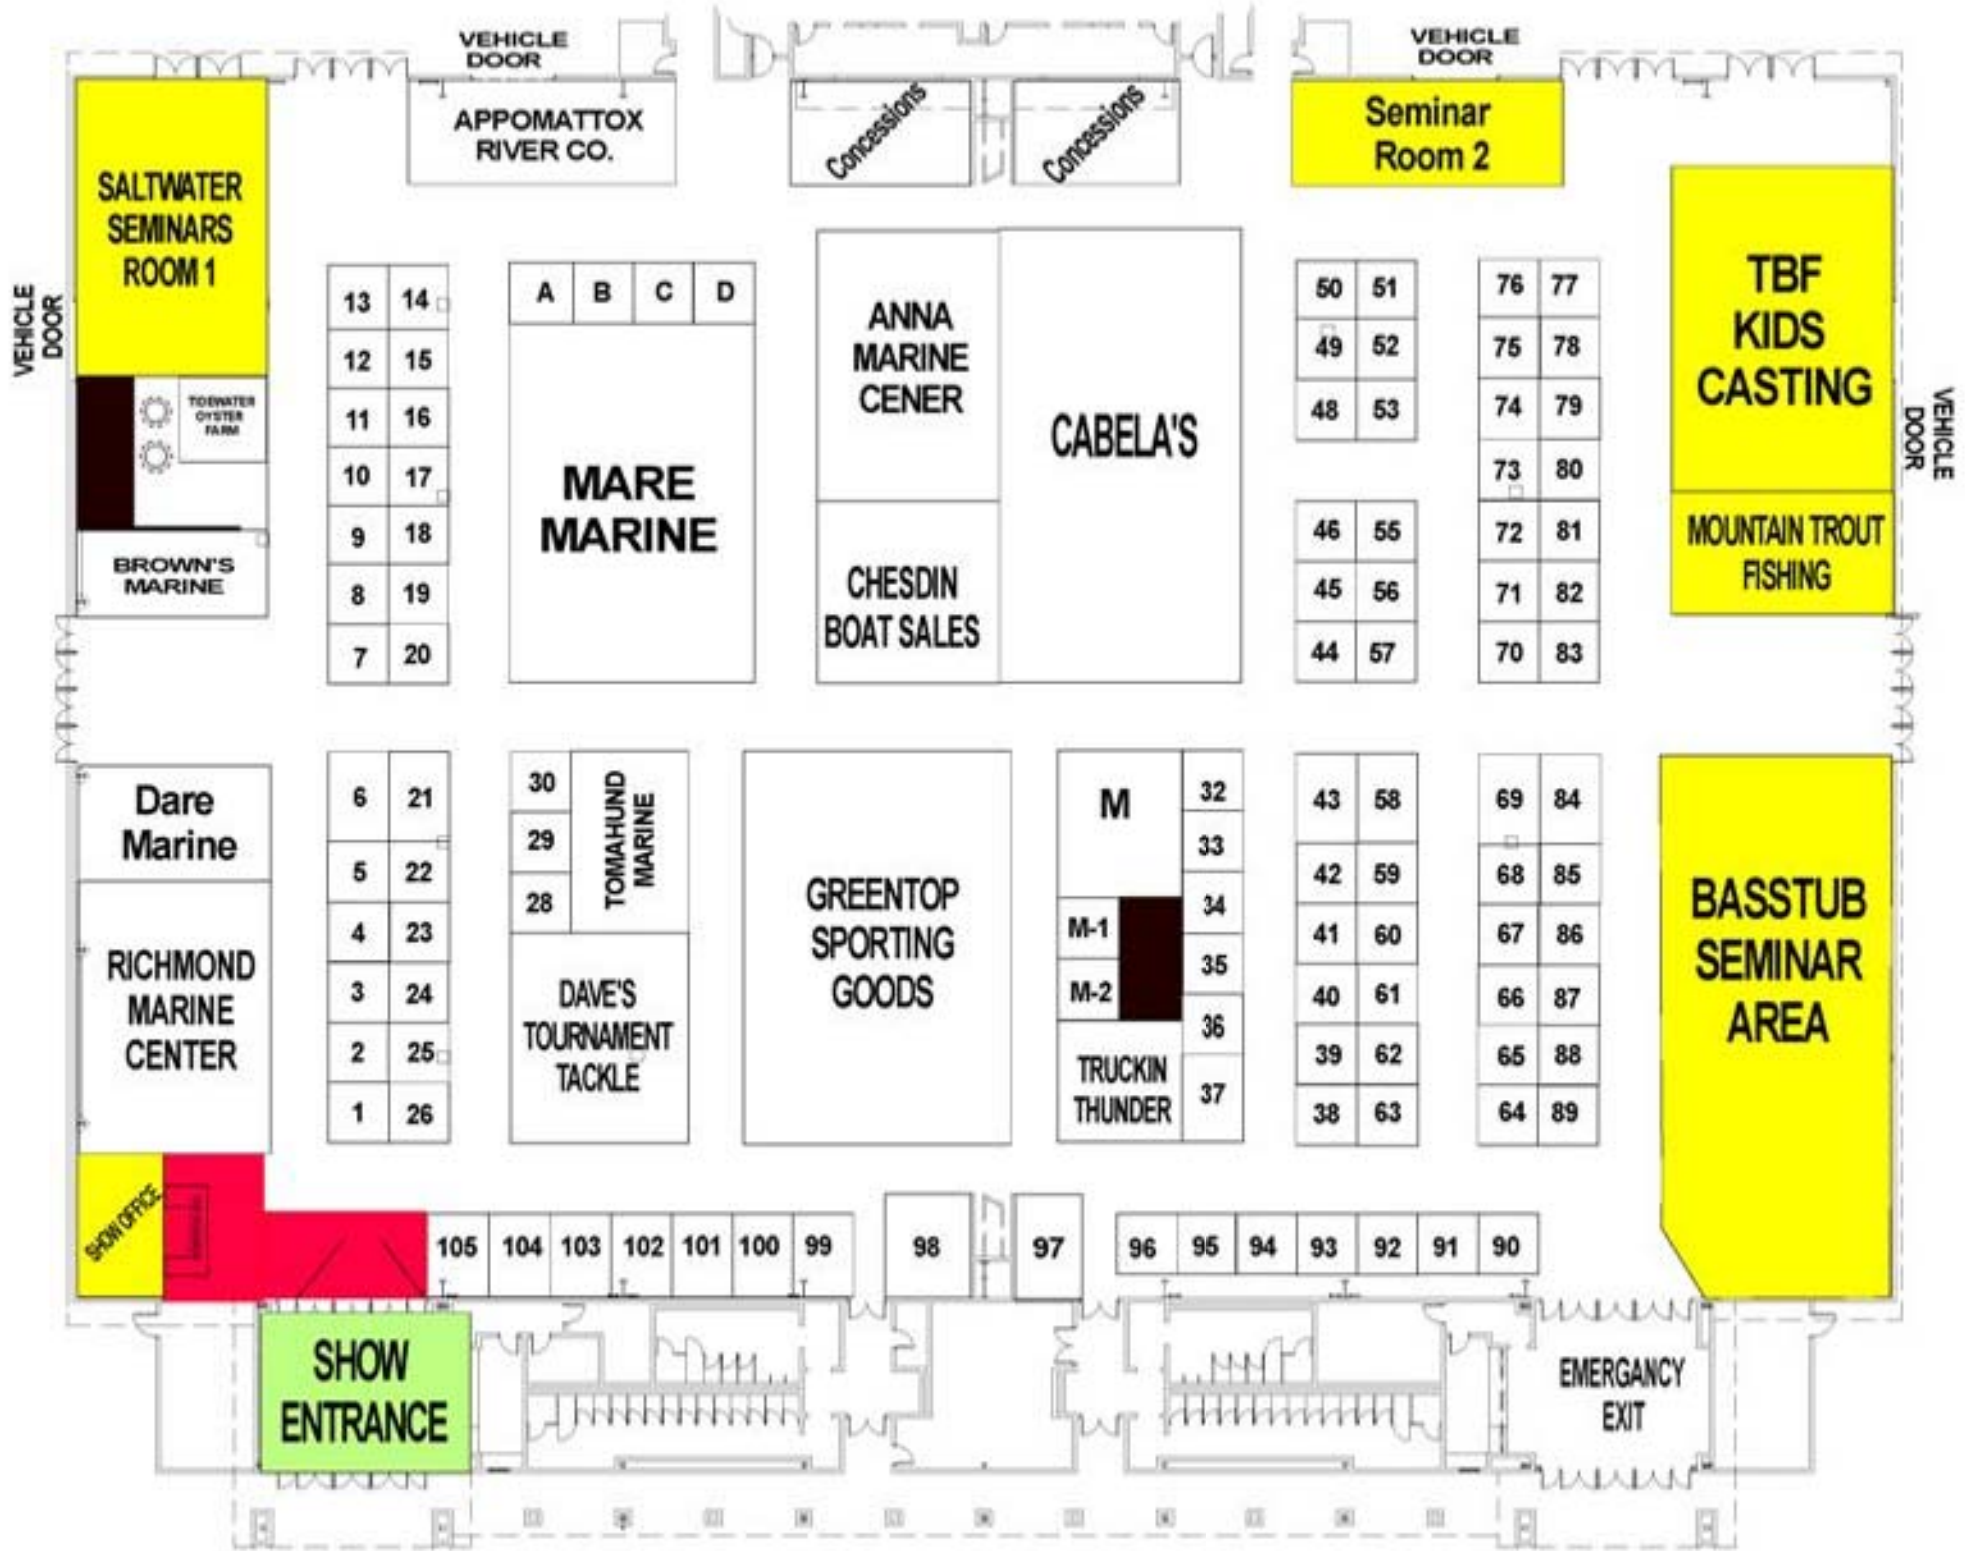 VEHICLE
DOOR
VEHICLE
DOOR
APPOMATTOX
RIVER CO.
Concessions
Concessions
Seminar
Room 2
SALTWATER
SEMINARS
ROOM 1
VEHICLE
DOOR
TIDEWATER
OYSTER
FARM
BROWN'S
MARINE
13 14
12 15
11 16
10 17
9 18
8 19
7 20
A B C D
MARE
MARINE
ANNA
MARINE
CENER
CHESDIN
BOAT SALES
CABELA'S
50 51
49 52
48 53
46 55
45 56
44 57
76 77
75 78
74 79
73 80
72 81
71 82
70 83
TBF
KIDS
CASTING
MOUNTAIN TROUT
FISHING
VEHICLE
DOOR
Dare
Marine
RICHMOND
MARINE
CENTER
6 21
5 22
4 23
3 24
2 25
1 26
30
29
28
TOMAHUND
MARINE
DAVE'S
TOURNAMENT
TACKLE
GREENTOP
SPORTING
GOODS
M
M-1
M-2
TRUCKIN
THUNDER
32
33
34
35
36
37
43 58
42 59
41 60
40 61
39 62
38 63
69 84
68 85
67 86
66 87
65 88
64 89
BASSTUB
SEMINAR
AREA
SHOW OFFICE
105 104 103 102 101 100 99
98
97
96 95 94 93 92 91 90
SHOW
ENTRANCE
EMERGANCY
EXIT